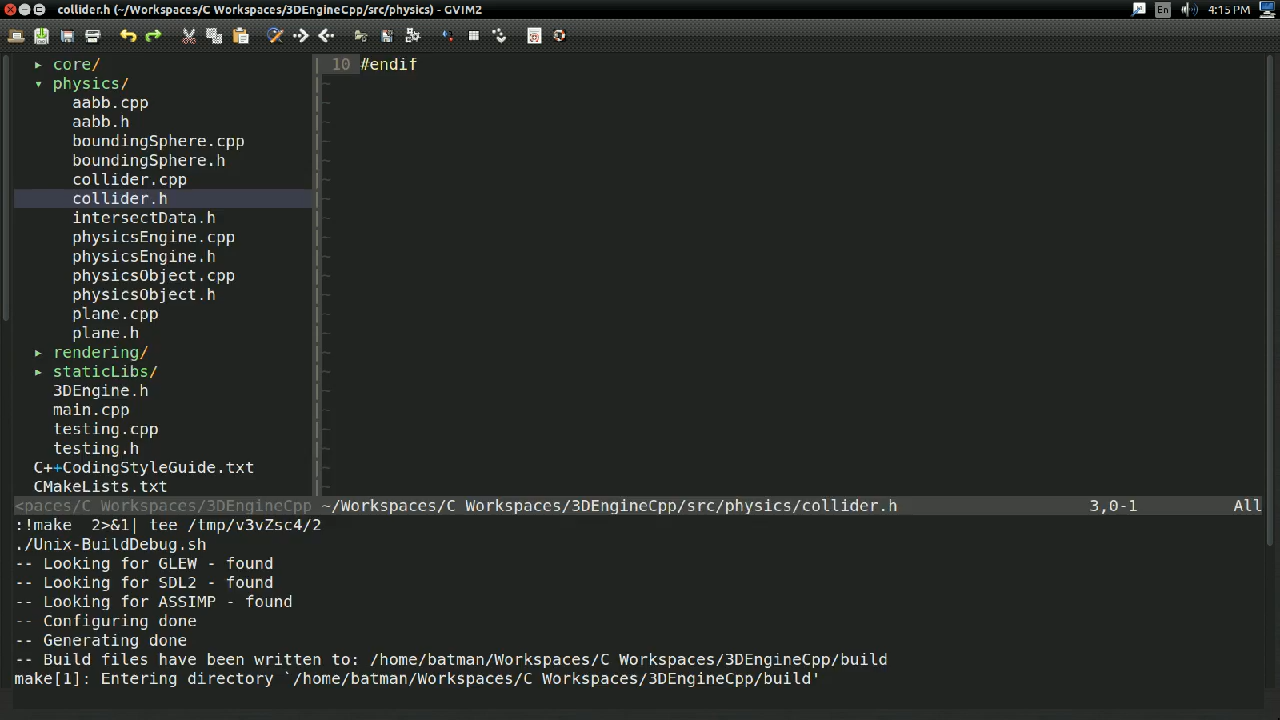 collider.h (~/Workspaces/C Workspaces/3DEngineCpp/src/physics) - GVIM2
En
4:15 PM
▸ core/
▾ physics/
aabb.cpp
aabb.h
boundingSphere.cpp
boundingSphere.h
collider.cpp
collider.h
intersectData.h
physicsEngine.cpp
physicsEngine.h
physicsObject.cpp
physicsObject.h
plane.cpp
plane.h
▸ rendering/
▸ staticLibs/
3DEngine.h
main.cpp
testing.cpp
testing.h
C++CodingStyleGuide.txt
CMakeLists.txt
10 #endif
<paces/C Workspaces/3DEngineCpp ~/Workspaces/C Workspaces/3DEngineCpp/src/physics/collider.h 3,0-1 All
:!make  2>&1| tee /tmp/v3vZsc4/2
./Unix-BuildDebug.sh
-- Looking for GLEW - found
-- Looking for SDL2 - found
-- Looking for ASSIMP - found
-- Configuring done
-- Generating done
-- Build files have been written to: /home/batman/Workspaces/C Workspaces/3DEngineCpp/build
make[1]: Entering directory `/home/batman/Workspaces/C Workspaces/3DEngineCpp/build'